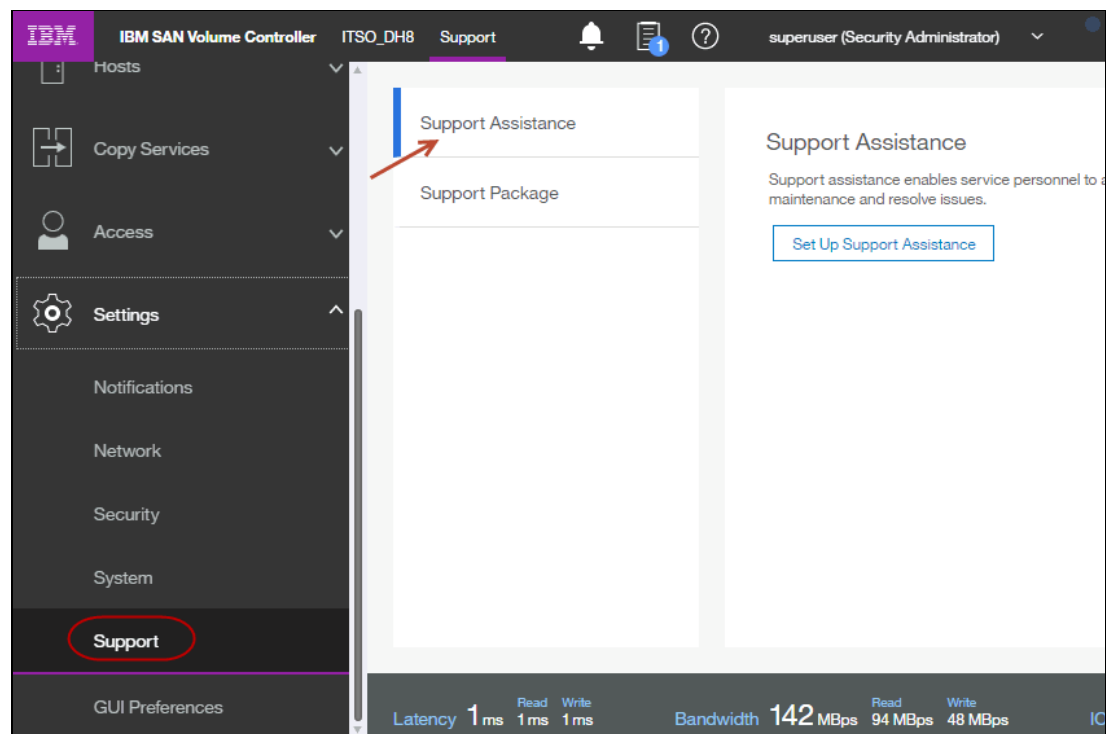 IBM IBM SAN Volume Controller ITSO_DH8 Support 1 ? superuser (Security Administrator)
Hosts
Copy Services
Access
Settings
Notifications
Network
Security
System
Support
GUI Preferences
Support Assistance
Support Package
Support Assistance
Support assistance enables service personnel to a
maintenance and resolve issues.
Set Up Support Assistance
Latency 1 ms Read 1 ms Write 1 ms Bandwidth 142 MBps Read 94 MBps Write 48 MBps IO